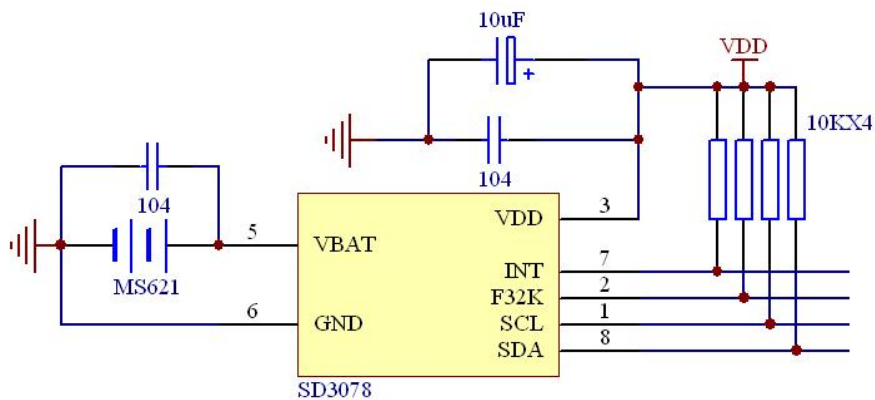 10uF
+
VDD
10KX4
104
104
MS621
5
VBAT
6
GND
VDD
3
INT
7
F32K
2
SCL
1
SDA
8
SD3078